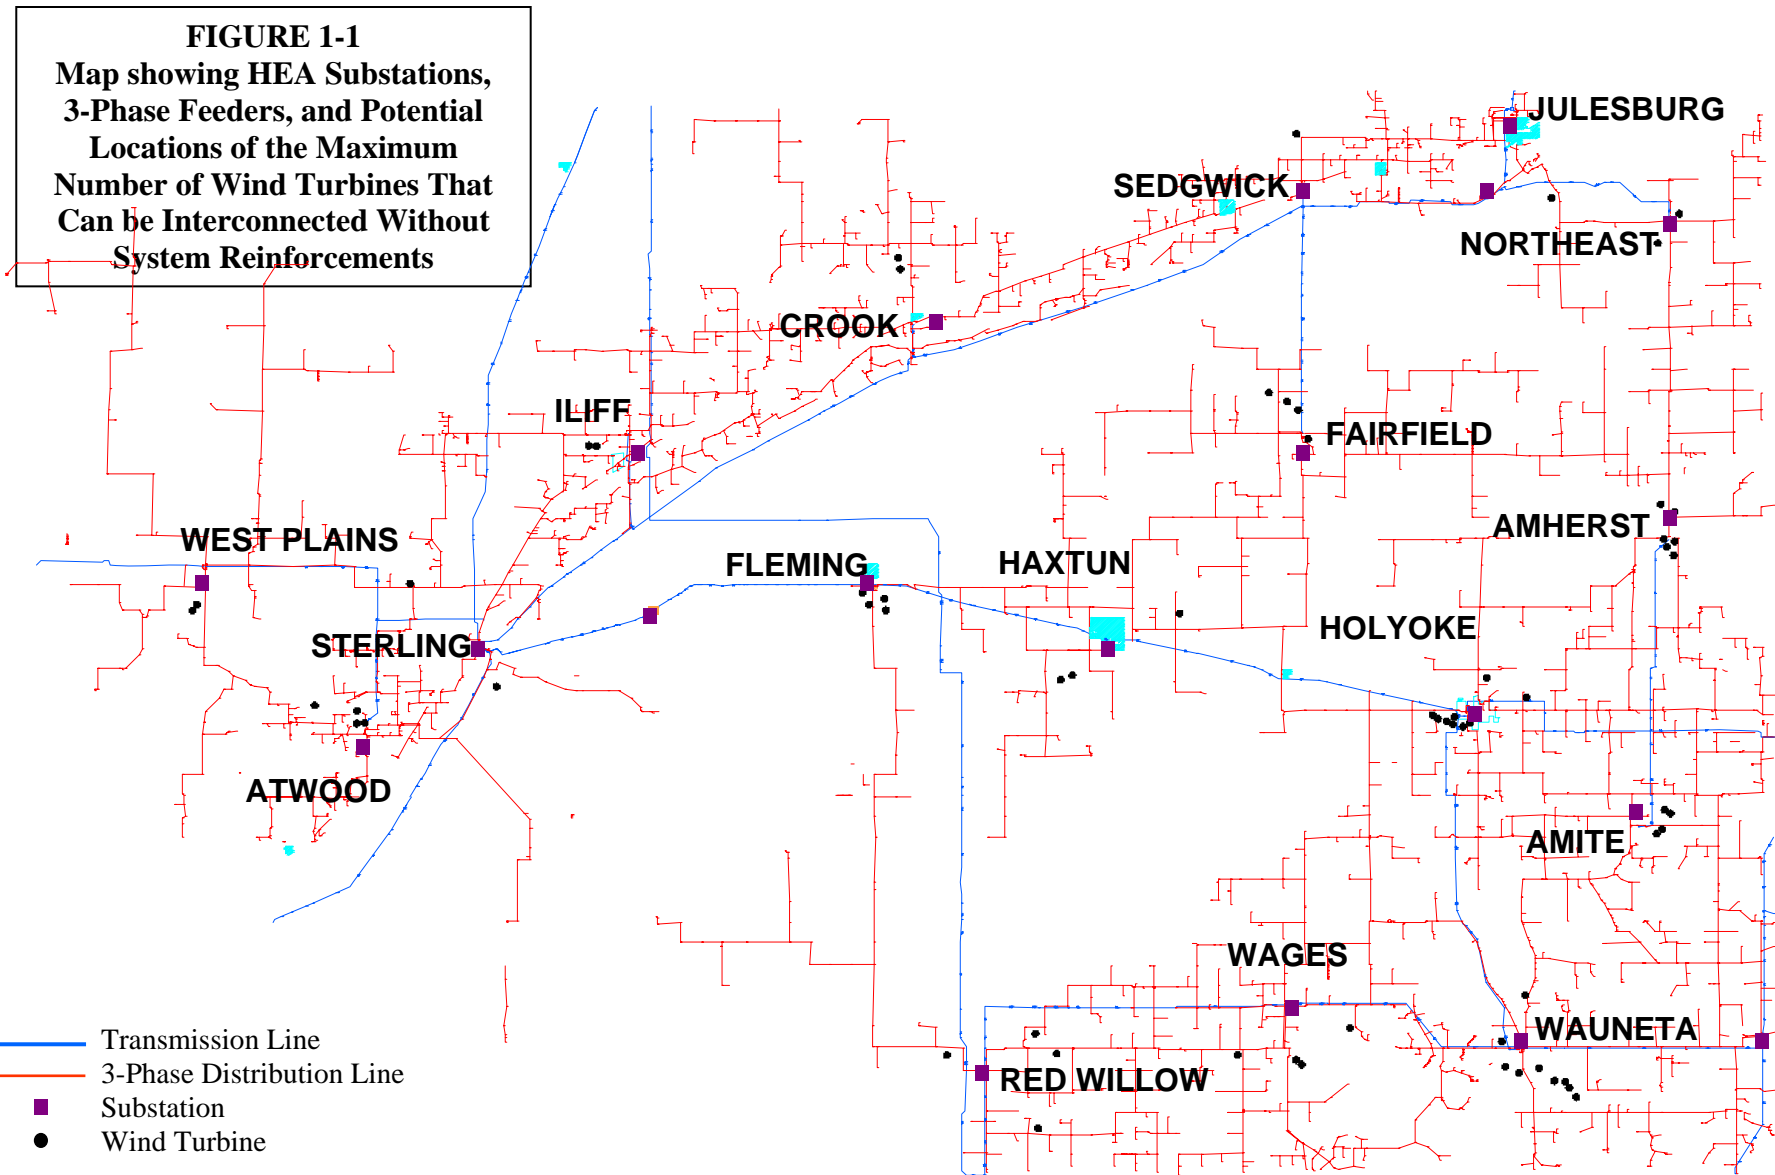 FIGURE 1-1
Map showing HEA Substations,
3-Phase Feeders, and Potential
Locations of the Maximum
Number of Wind Turbines That
Can be Interconnected Without
System Reinforcements
JULESBURG
SEDGWICK
NORTHEAST
CROOK
ILIFF
FAIRFIELD
AMHERST
WEST PLAINS
FLEMING
HAXTUN
HOLYOKE
STERLING
ATWOOD
AMITE
WAGES
WAUNETA
RED WILLOW
Transmission Line
3-Phase Distribution Line
Substation
Wind Turbine